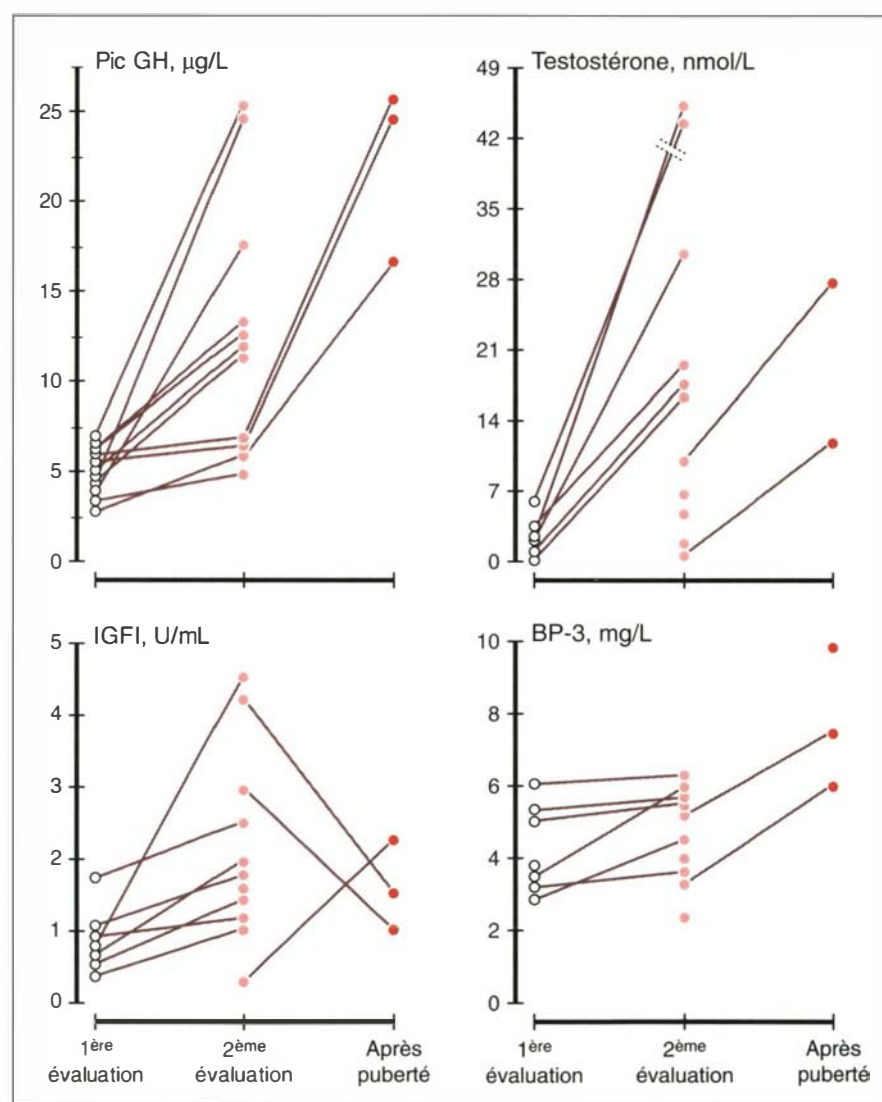 Pic GH, µg/L
25
20
15
10
5
0
Testostérone, nmol/L
49
42
35
28
21
14
7
0
IGFI, U/mL
5
4
3
2
1
0
1ère évaluation
2ème évaluation
Après puberté
BP-3, mg/L
10
8
6
4
2
0
1ère évaluation
2ème évaluation
Après puberté